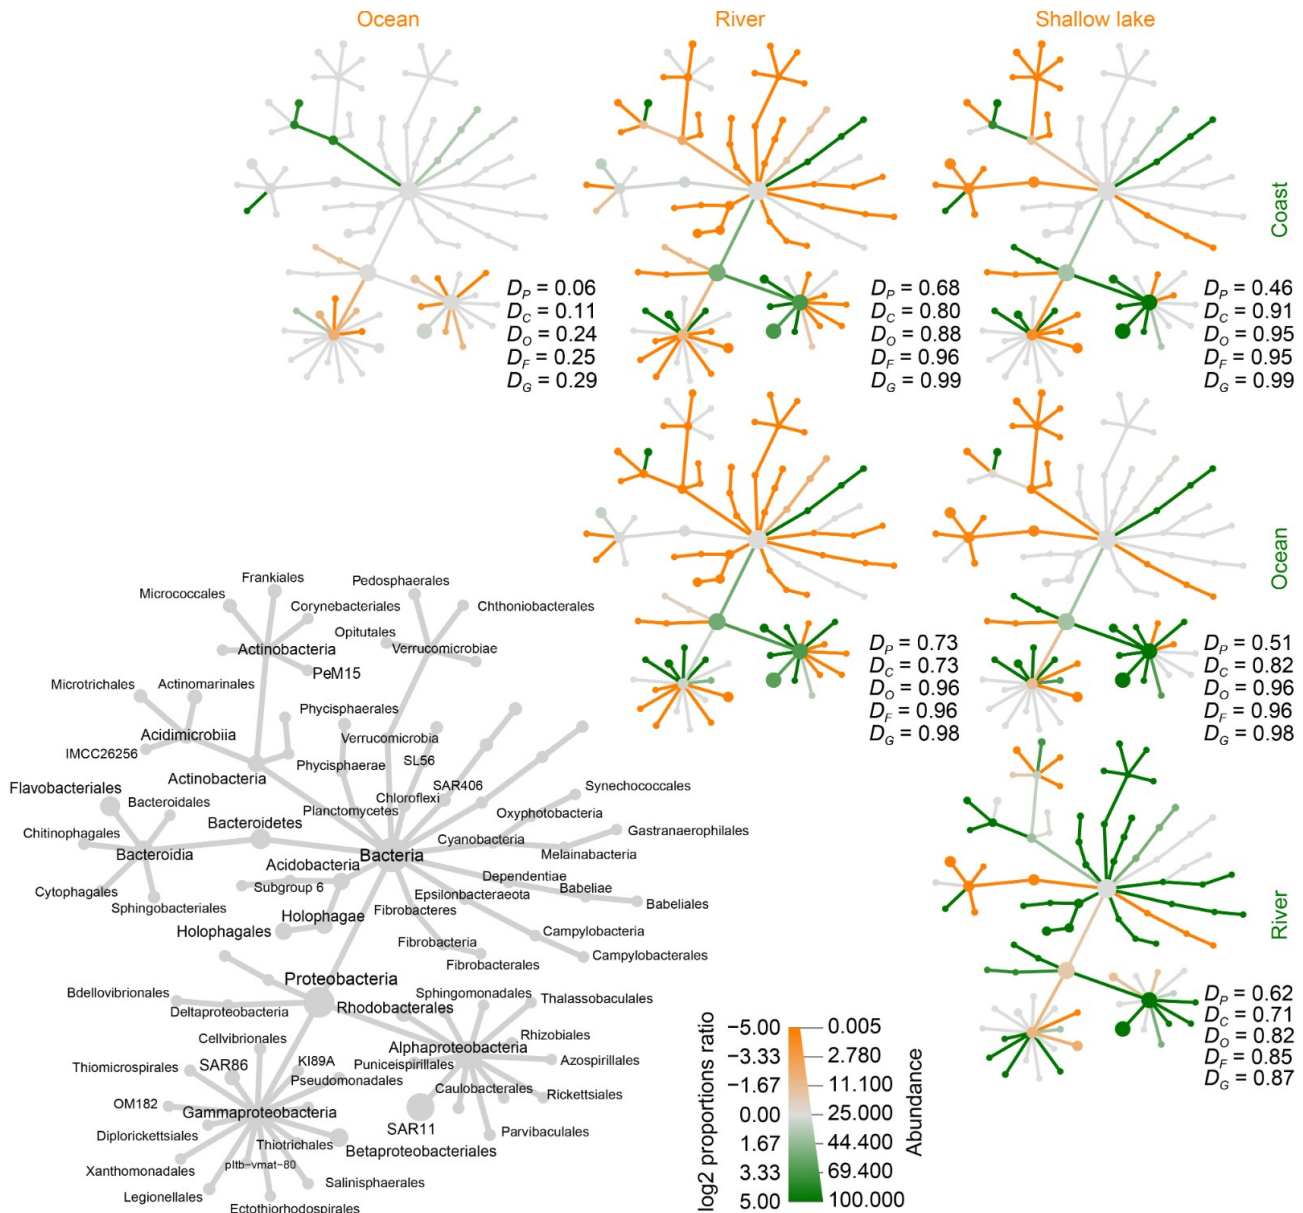 Ocean
River
Shallow lake
Coast
D_P = 0.06
D_C = 0.11
D_O = 0.24
D_F = 0.25
D_G = 0.29
D_P = 0.68
D_C = 0.80
D_O = 0.88
D_F = 0.96
D_G = 0.99
D_P = 0.46
D_C = 0.91
D_O = 0.95
D_F = 0.95
D_G = 0.99
Ocean
D_P = 0.73
D_C = 0.73
D_O = 0.96
D_F = 0.96
D_G = 0.98
D_P = 0.51
D_C = 0.82
D_O = 0.96
D_F = 0.96
D_G = 0.98
River
D_P = 0.62
D_C = 0.71
D_O = 0.82
D_F = 0.85
D_G = 0.87
Frankiales
Pedosphaerales
Micrococcales
Corynebacteriales
Chthoniobacterales
Opitutales
Actinobacteria
Verrucomicrobiae
PeM15
Microtrichales
Actinomarinales
Phycisphaerales
Acidimicrobiia
Verrucomicrobia
IMCC26256
Phycisphaerae
SL56
Actinobacteria
SAR406
Flavobacteriales
Synechococcales
Bacteroidales
Chloroflexi
Planctomycetes
Oxyphotobacteria
Bacteroidetes
Chitinophagales
Gastranaerophilales
Cyanobacteria
Bacteroidia
Bacteria
Melainabacteria
Acidobacteria
Dependentiae
Cytophagales
Subgroup 6
Epsilonbacteraeota
Babeliae
Sphingobacteriales
Babeliales
Holophagae
Fibrobacteres
Holophagales
Campylobacteria
Fibrobacteria
Campylobacterales
Fibrobacterales
Proteobacteria
Bdellovibrionales
Sphingomonadales
Thalassobaculales
Deltaproteobacteria
Rhodobacterales
Cellvibrionales
Rhizobiales
Alphaproteobacteria
Thiomicrospirales
SAR86
KI89A
Puniceispirillales
Azospirillales
Pseudomonadales
Caulobacterales
Rickettsiales
OM182
Gammaproteobacteria
SAR11
Parvibaculales
Diplorickettsiales
Thiotrichales
Betaproteobacteriales
Xanthomonadales
pltb-vmat-80
Salinisphaerales
Legionellales
Ectothiorhodospirales
log2 proportions ratio
−5.00
−3.33
−1.67
0.00
1.67
3.33
5.00
0.005
2.780
11.100
25.000
44.400
69.400
100.000
Abundance